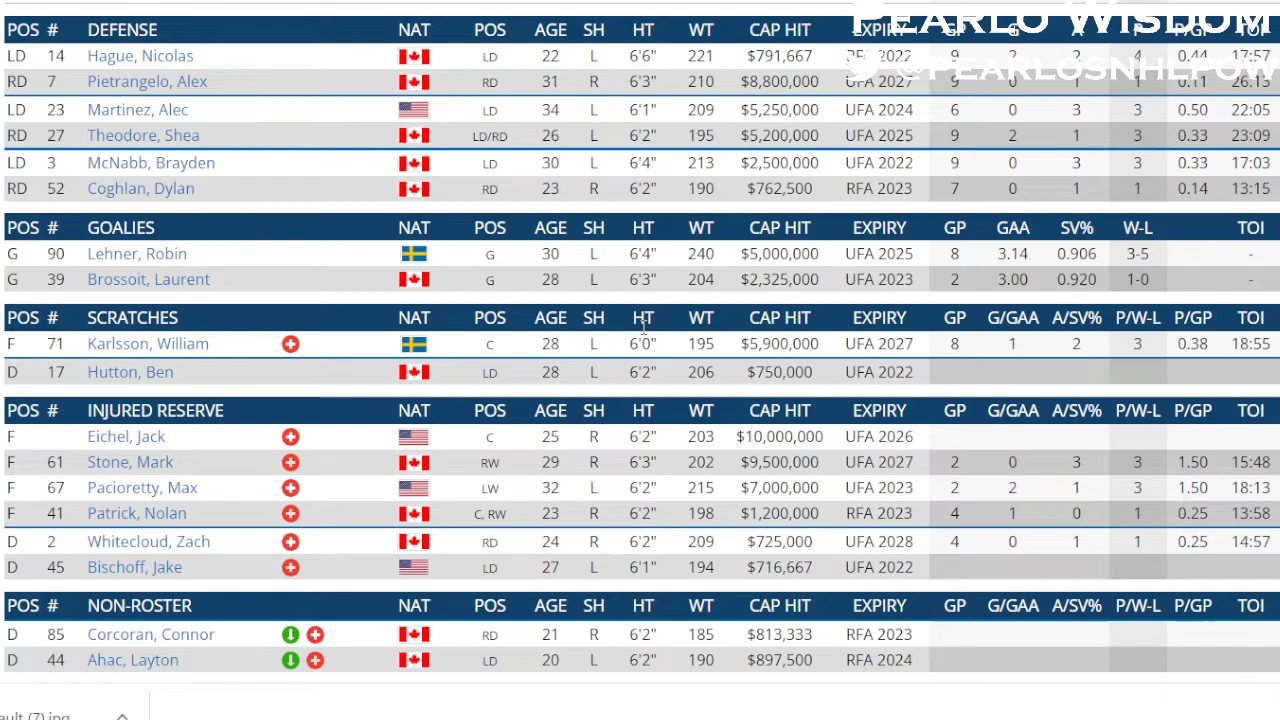 PEARLO WISDOM
@PEARLOSNHLPOW
POS # DEFENSE NAT POS AGE SH HT WT CAP HIT EXPIRY GP G A P P/GP TOI
LD 14 Hague, Nicolas LD 22 L 6'6" 221 $791,667 RFA 2022 9 2 2 4 0.44 17:57
RD 7 Pietrangelo, Alex RD 31 R 6'3" 210 $8,800,000 UFA 2027 9 0 1 1 0.11 26:13
LD 23 Martinez, Alec LD 34 L 6'1" 209 $5,250,000 UFA 2024 6 0 3 3 0.50 22:05
RD 27 Theodore, Shea LD/RD 26 L 6'2" 195 $5,200,000 UFA 2025 9 2 1 3 0.33 23:09
LD 3 McNabb, Brayden LD 30 L 6'4" 213 $2,500,000 UFA 2022 9 0 3 3 0.33 17:03
RD 52 Coghlan, Dylan RD 23 R 6'2" 190 $762,500 RFA 2023 7 0 1 1 0.14 13:15
POS # GOALIES NAT POS AGE SH HT WT CAP HIT EXPIRY GP GAA SV% W-L TOI
G 90 Lehner, Robin G 30 L 6'4" 240 $5,000,000 UFA 2025 8 3.14 0.906 3-5 -
G 39 Brossoit, Laurent G 28 L 6'3" 204 $2,325,000 UFA 2023 2 3.00 0.920 1-0 -
POS # SCRATCHES NAT POS AGE SH HT WT CAP HIT EXPIRY GP G/GAA A/SV% P/W-L P/GP TOI
F 71 Karlsson, William C 28 L 6'0" 195 $5,900,000 UFA 2027 8 1 2 3 0.38 18:55
D 17 Hutton, Ben LD 28 L 6'2" 206 $750,000 UFA 2022
POS # INJURED RESERVE NAT POS AGE SH HT WT CAP HIT EXPIRY GP G/GAA A/SV% P/W-L P/GP TOI
F Eichel, Jack C 25 R 6'2" 203 $10,000,000 UFA 2026
F 61 Stone, Mark RW 29 R 6'3" 202 $9,500,000 UFA 2027 2 0 3 3 1.50 15:48
F 67 Pacioretty, Max LW 32 L 6'2" 215 $7,000,000 UFA 2023 2 2 1 3 1.50 18:13
F 41 Patrick, Nolan C, RW 23 R 6'2" 198 $1,200,000 RFA 2023 4 1 0 1 0.25 13:58
D 2 Whitecloud, Zach RD 24 R 6'2" 209 $725,000 UFA 2028 4 0 1 1 0.25 14:57
D 45 Bischoff, Jake LD 27 L 6'1" 194 $716,667 UFA 2022
POS # NON-ROSTER NAT POS AGE SH HT WT CAP HIT EXPIRY GP G/GAA A/SV% P/W-L P/GP TOI
D 85 Corcoran, Connor RD 21 R 6'2" 185 $813,333 RFA 2023
D 44 Ahac, Layton LD 20 L 6'2" 190 $897,500 RFA 2024